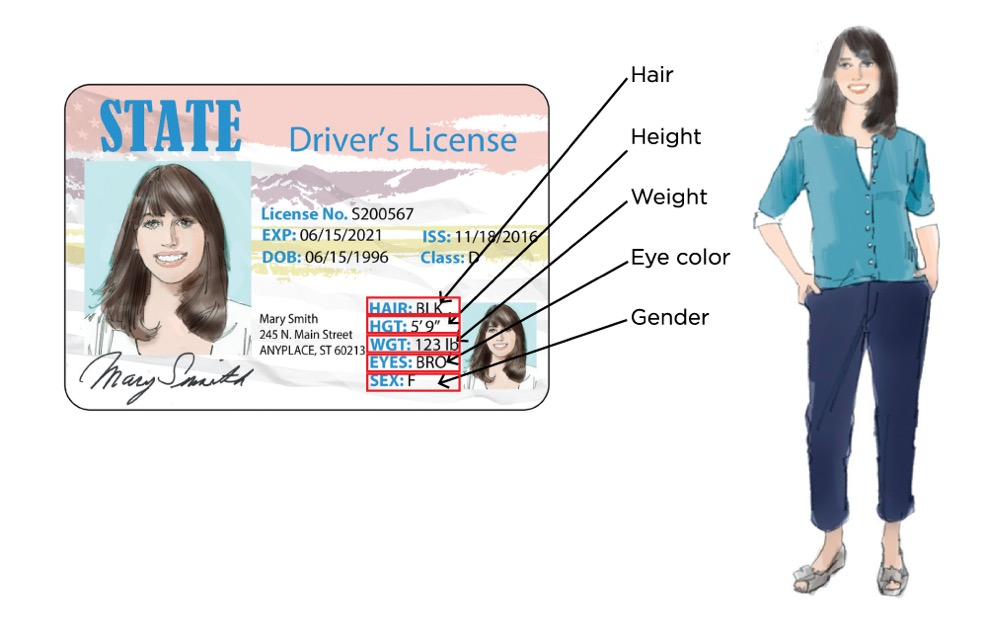 STATE
Driver's License
License No. S200567
EXP: 06/15/2021 ISS: 11/18/2016
DOB: 06/15/1996 Class: D
Mary Smith
245 N. Main Street
ANYPLACE, ST 60213
HAIR: BLK
HGT: 5' 9"
WGT: 123 lb
EYES: BRO
SEX: F
Mary Smith
Hair
Height
Weight
Eye color
Gender